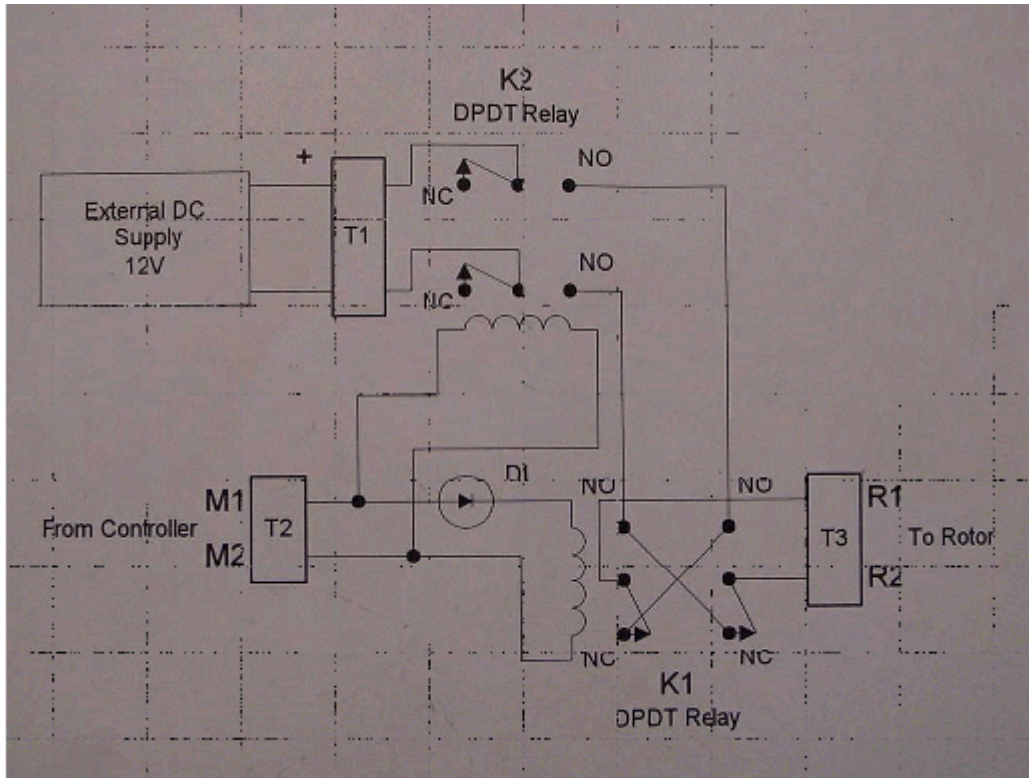 K2
DPDT Relay
+
NO
NC
External DC
Supply
12V
T1
NO
NC
M1
M2
From Controller
T2
D1
NO
NO
T3
R1
R2
To Rotor
NC
NC
K1
DPDT Relay